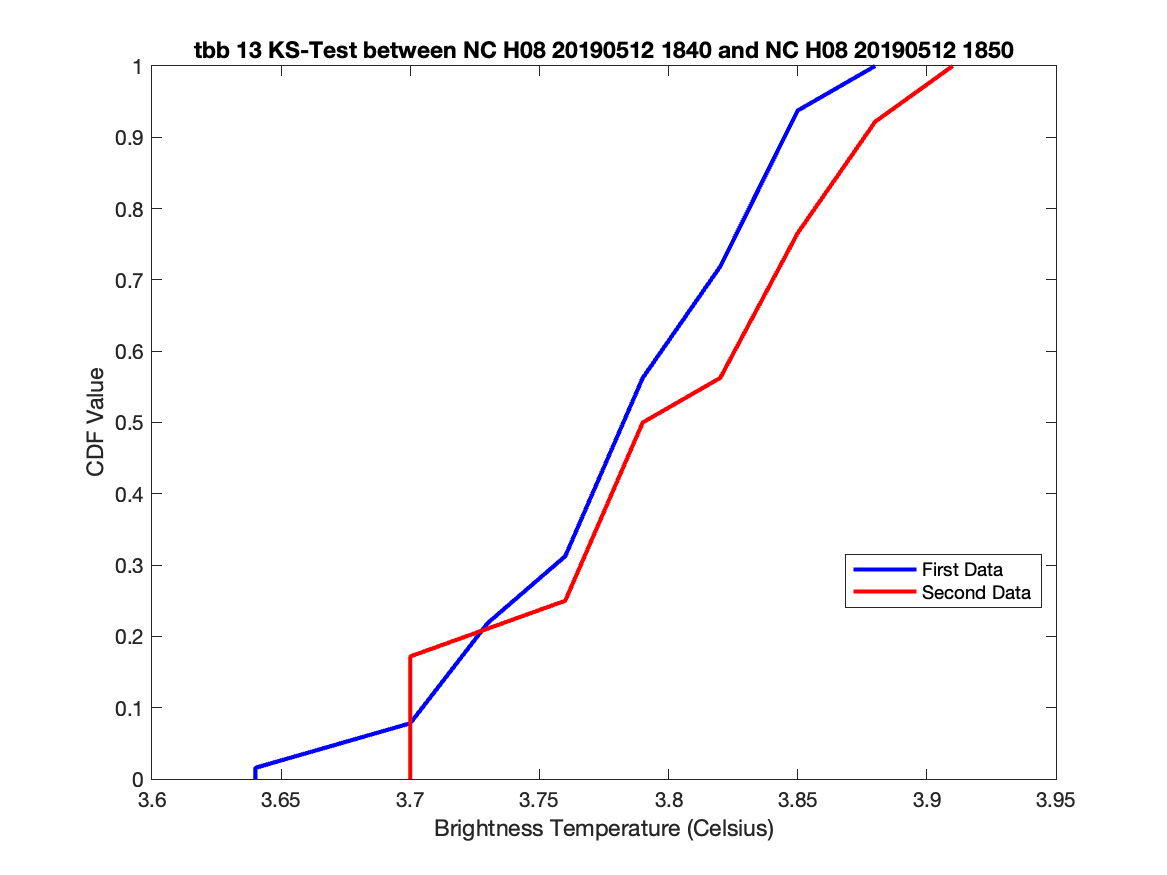 tbb 13 KS-Test between NC H08 20190512 1840 and NC H08 20190512 1850
1
0.9
0.8
0.7
0.6
0.5
0.4
0.3
0.2
0.1
0
CDF Value
First Data
Second Data
3.6 3.65 3.7 3.75 3.8 3.85 3.9 3.95
Brightness Temperature (Celsius)